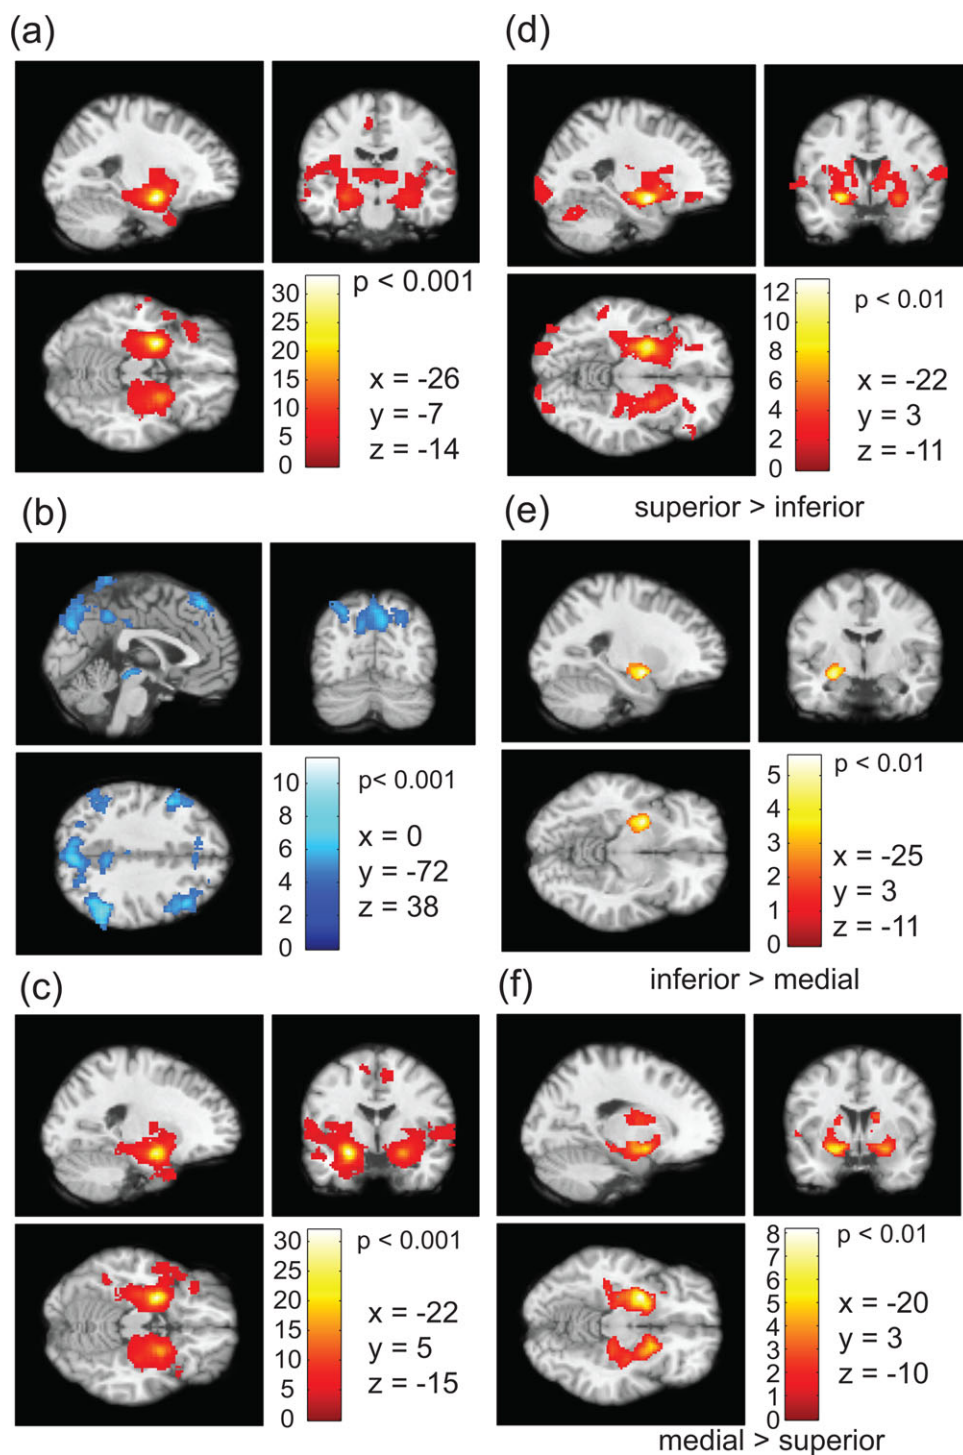 (a)
30
25
20
15
10
5
0
p < 0.001
x = -26
y = -7
z = -14
(b)
10
8
6
4
2
0
p< 0.001
x = 0
y = -72
z = 38
(c)
30
25
20
15
10
5
0
p < 0.001
x = -22
y = 5
z = -15
(d)
12
10
8
6
4
2
0
p < 0.01
x = -22
y = 3
z = -11
superior > inferior
(e)
5
4
3
2
1
0
p < 0.01
x = -25
y = 3
z = -11
inferior > medial
(f)
8
7
6
5
4
3
2
1
0
p < 0.01
x = -20
y = 3
z = -10
medial > superior